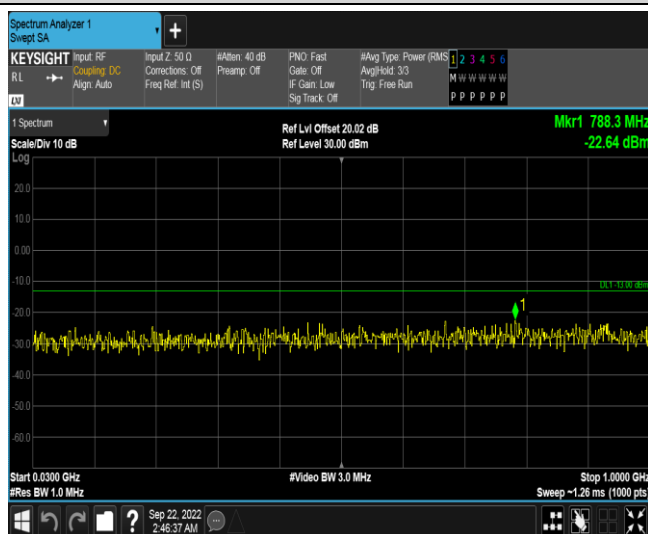 Spectrum Analyzer 1
Swept SA
+
KEYSIGHT
RL
LXI
Input: RF
Coupling: DC
Align: Auto
Input Z: 50 Ω
Corrections: Off
Freq Ref: Int (S)
#Atten: 40 dB
Preamp: Off
PNO: Fast
Gate: Off
IF Gain: Low
Sig Track: Off
#Avg Type: Power (RMS
Avg|Hold: 3/3
Trig: Free Run
1 2 3 4 5 6
M W W W W W
P P P P P P
1 Spectrum
Scale/Div 10 dB
Log
Ref Lvl Offset 20.02 dB
Ref Level 30.00 dBm
Mkr1 788.3 MHz
-22.64 dBm
20.0
10.0
0.00
-10.0
-20.0
-30.0
-40.0
-50.0
-60.0
DL1 -13.00 dBm
1
Start 0.0300 GHz
#Res BW 1.0 MHz
#Video BW 3.0 MHz
Stop 1.0000 GHz
Sweep ~1.26 ms (1000 pts)
?
Sep 22, 2022
2:46:37 AM